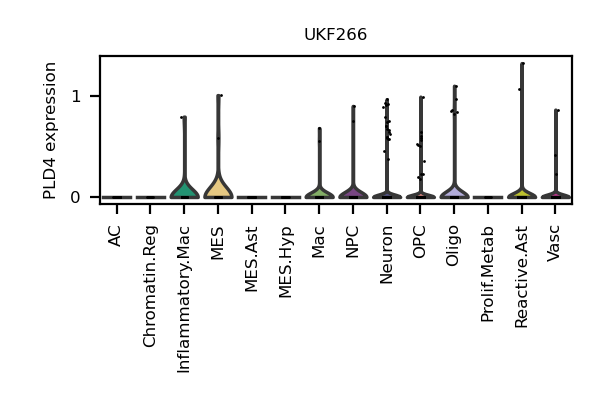 UKF266
PLD4 expression
1
0
AC
Chromatin.Reg
Inflammatory.Mac
MES
MES.Ast
MES.Hyp
Mac
NPC
Neuron
OPC
Oligo
Prolif.Metab
Reactive.Ast
Vasc